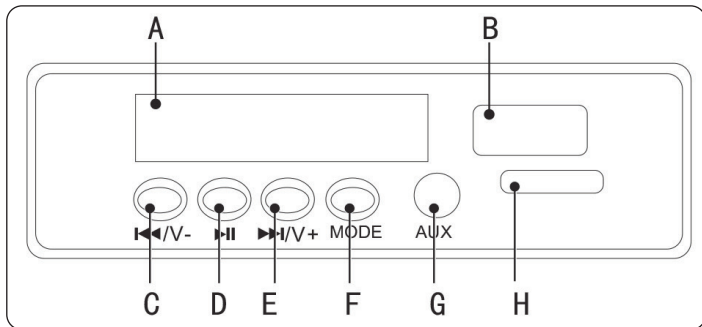 A B
⏮/V- ⏯ ⏭/V+ MODE AUX
C D E F G H